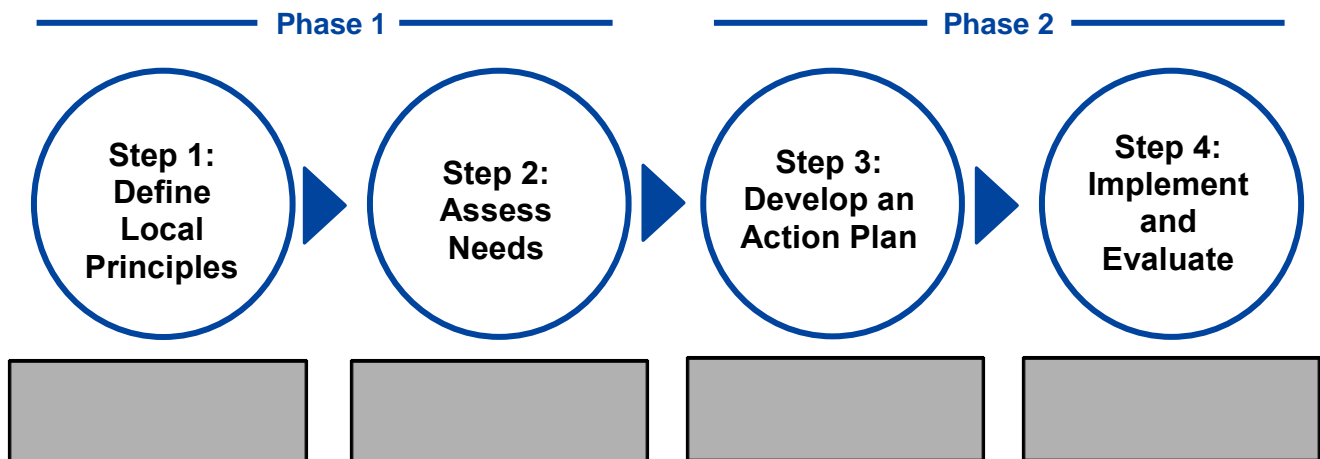 Phase 1
Phase 2
Step 1:
Define
Local
Principles
Step 2:
Assess
Needs
Step 3:
Develop an
Action Plan
Step 4:
Implement
and
Evaluate